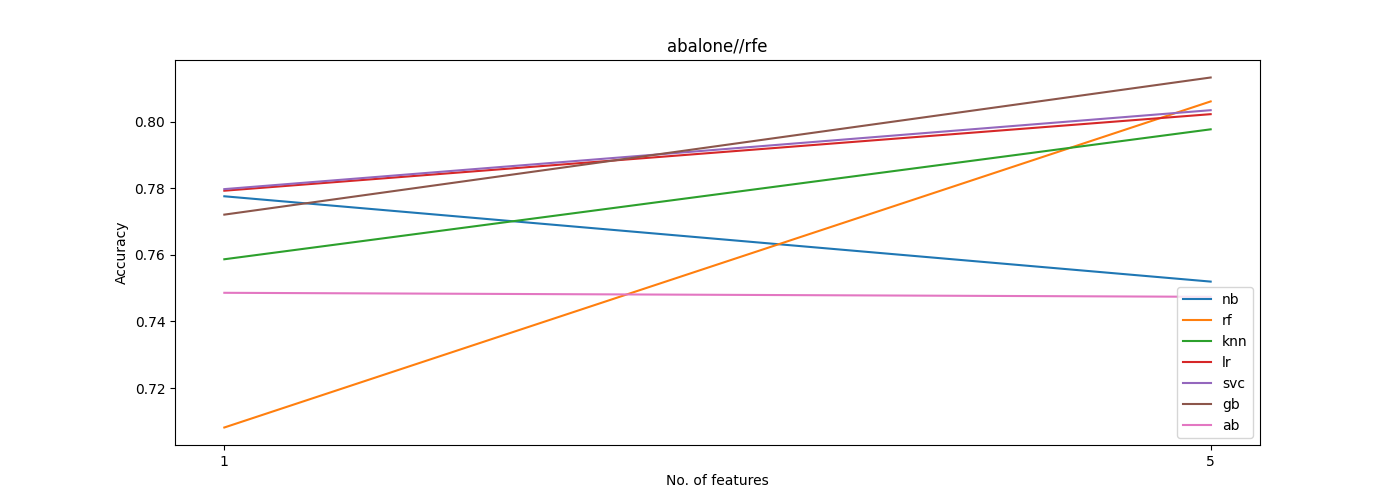 abalone//rfe
Accuracy
0.80
0.78
0.76
0.74
0.72
1
5
No. of features
nb
rf
knn
lr
svc
gb
ab